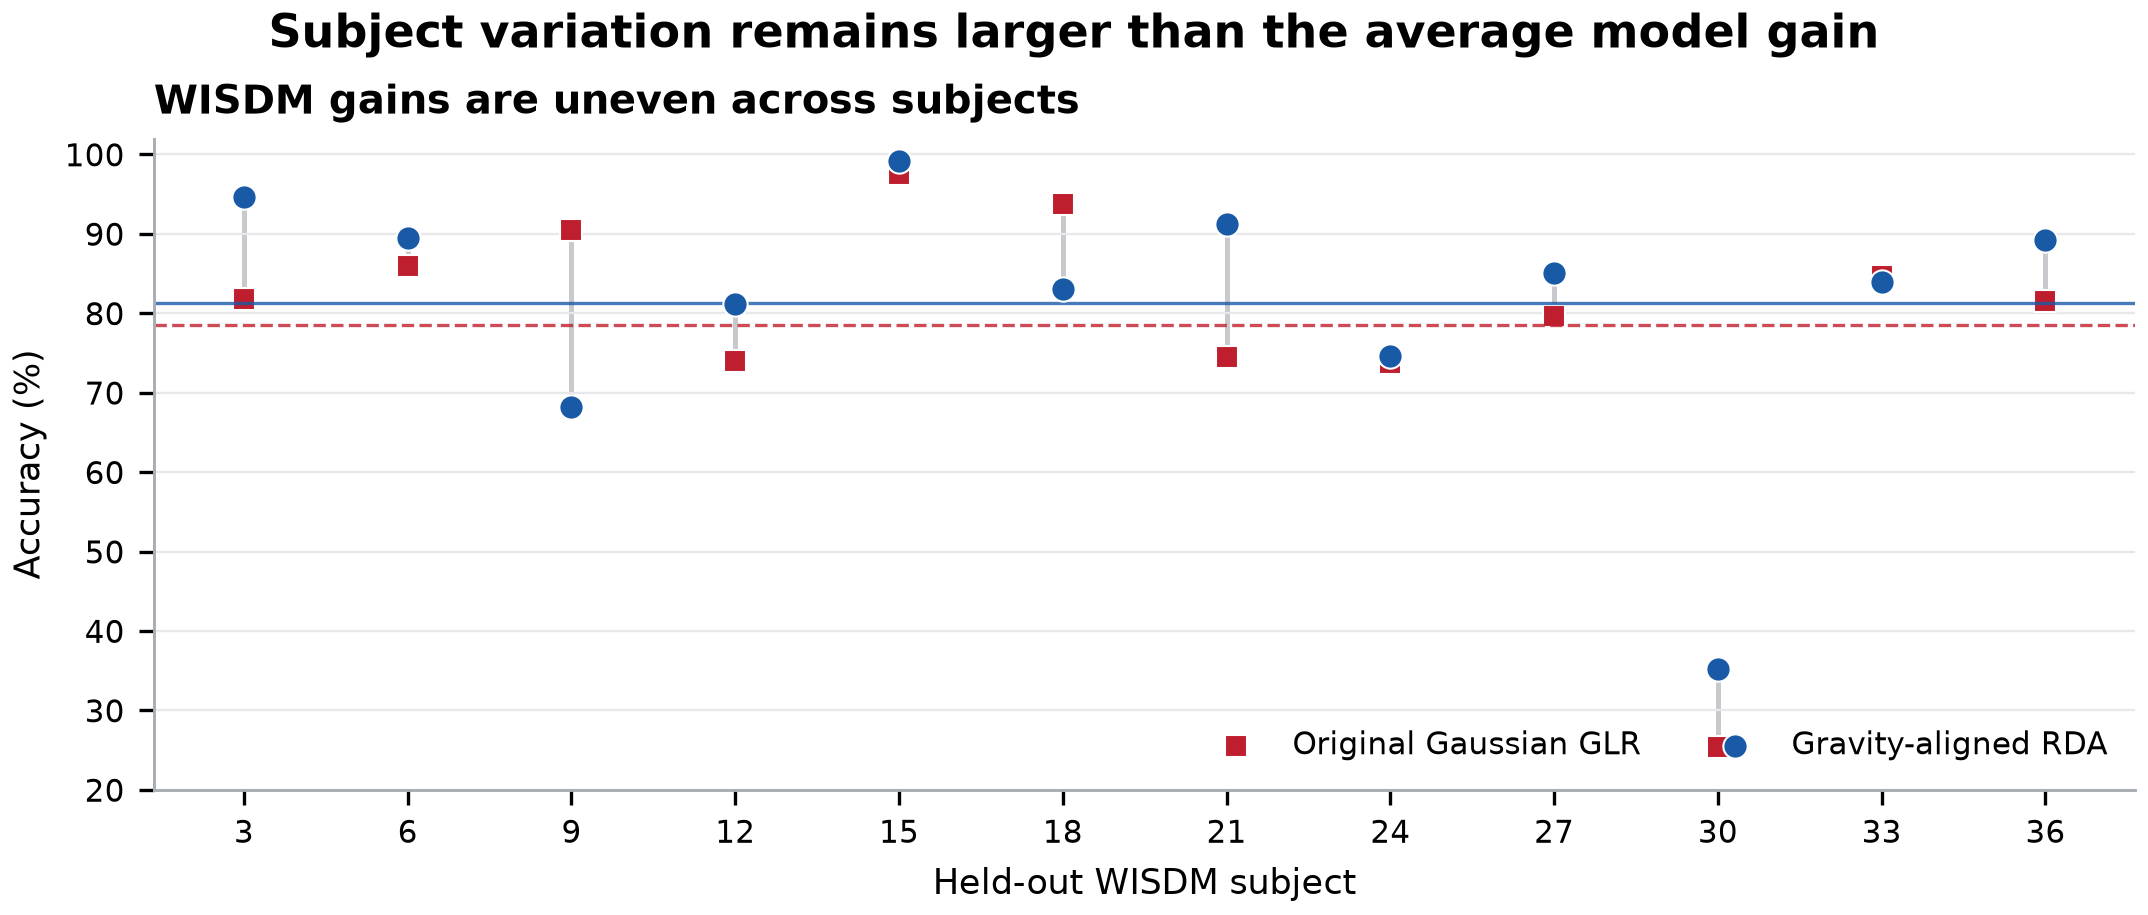 Subject variation remains larger than the average model gain
WISDM gains are uneven across subjects
Accuracy (%)
100
90
80
70
60
50
40
30
20
Original Gaussian GLR
Gravity-aligned RDA
3 6 9 12 15 18 21 24 27 30 33 36
Held-out WISDM subject